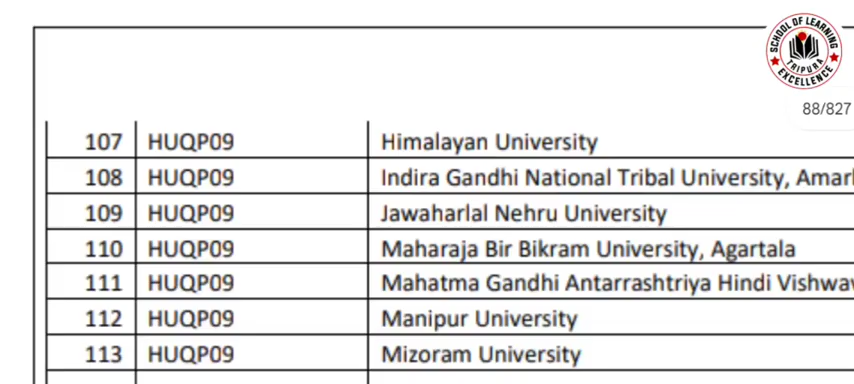 SCHOOL OF LEARNING
TRIPURA
EXCELLENCE
88/827
107 HUQP09 Himalayan University
108 HUQP09 Indira Gandhi National Tribal University,
109 HUQP09 Jawaharlal Nehru University
110 HUQP09 Maharaja Bir Bikram University, Agartala
111 HUQP09 Mahatma Gandhi Antarrashtriya Hindi
112 HUQP09 Manipur University
113 HUQP09 Mizoram University